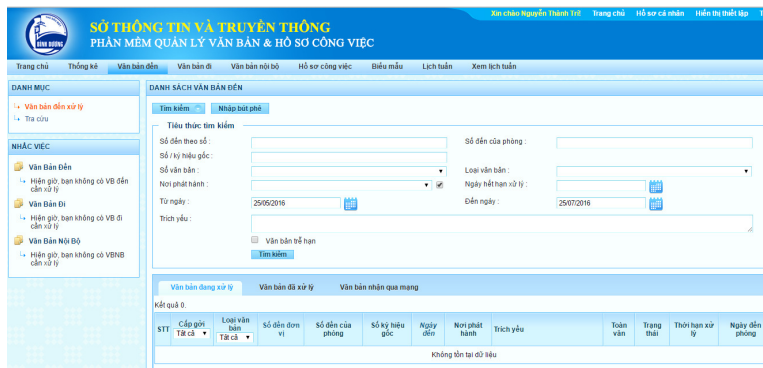 Xin chào Nguyễn Thành Trí! Trang chủ Hồ sơ cá nhân Hiển thị thiết lập T
SỞ THÔNG TIN VÀ TRUYỀN THÔNG
PHẦN MỀM QUẢN LÝ VĂN BẢN & HỒ SƠ CÔNG VIỆC
BÌNH DƯƠNG
Trang chủ Thống kê Văn bản đến Văn bản đi Văn bản nội bộ Hồ sơ công việc Biểu mẫu Lịch tuần Xem lịch tuần
DANH MỤC
Văn bản đến xử lý
Tra cứu
NHẮC VIỆC
Văn Bản Đến
Hiện giờ, bạn không có VB đến
cần xử lý
Văn Bản Đi
Hiện giờ, bạn không có VB đi
cần xử lý
Văn Bản Nội Bộ
Hiện giờ, bạn không có VBNB
cần xử lý
DANH SÁCH VĂN BẢN ĐẾN
Tìm kiếm Nhập bút phê
Tiêu thức tìm kiếm
Số đến theo sổ : Số đến của phòng :
Số / ký hiệu gốc :
Sổ văn bản : Loại văn bản :
Nơi phát hành : Ngày hết hạn xử lý :
Từ ngày : 25/05/2016 Đến ngày : 25/07/2016
Trích yếu :
Văn bản trễ hạn
Tìm kiếm
Văn bản đang xử lý Văn bản đã xử lý Văn bản nhận qua mạng
Kết quả 0.
STT Cấp gởi Loại văn bản Số đến đơn vị Số đến của phòng Số ký hiệu gốc Ngày đến Nơi phát hành Trích yếu Toàn văn Trạng thái Thời hạn xử lý Ngày đến phòng
Tất cả Tất cả
Không tồn tại dữ liệu